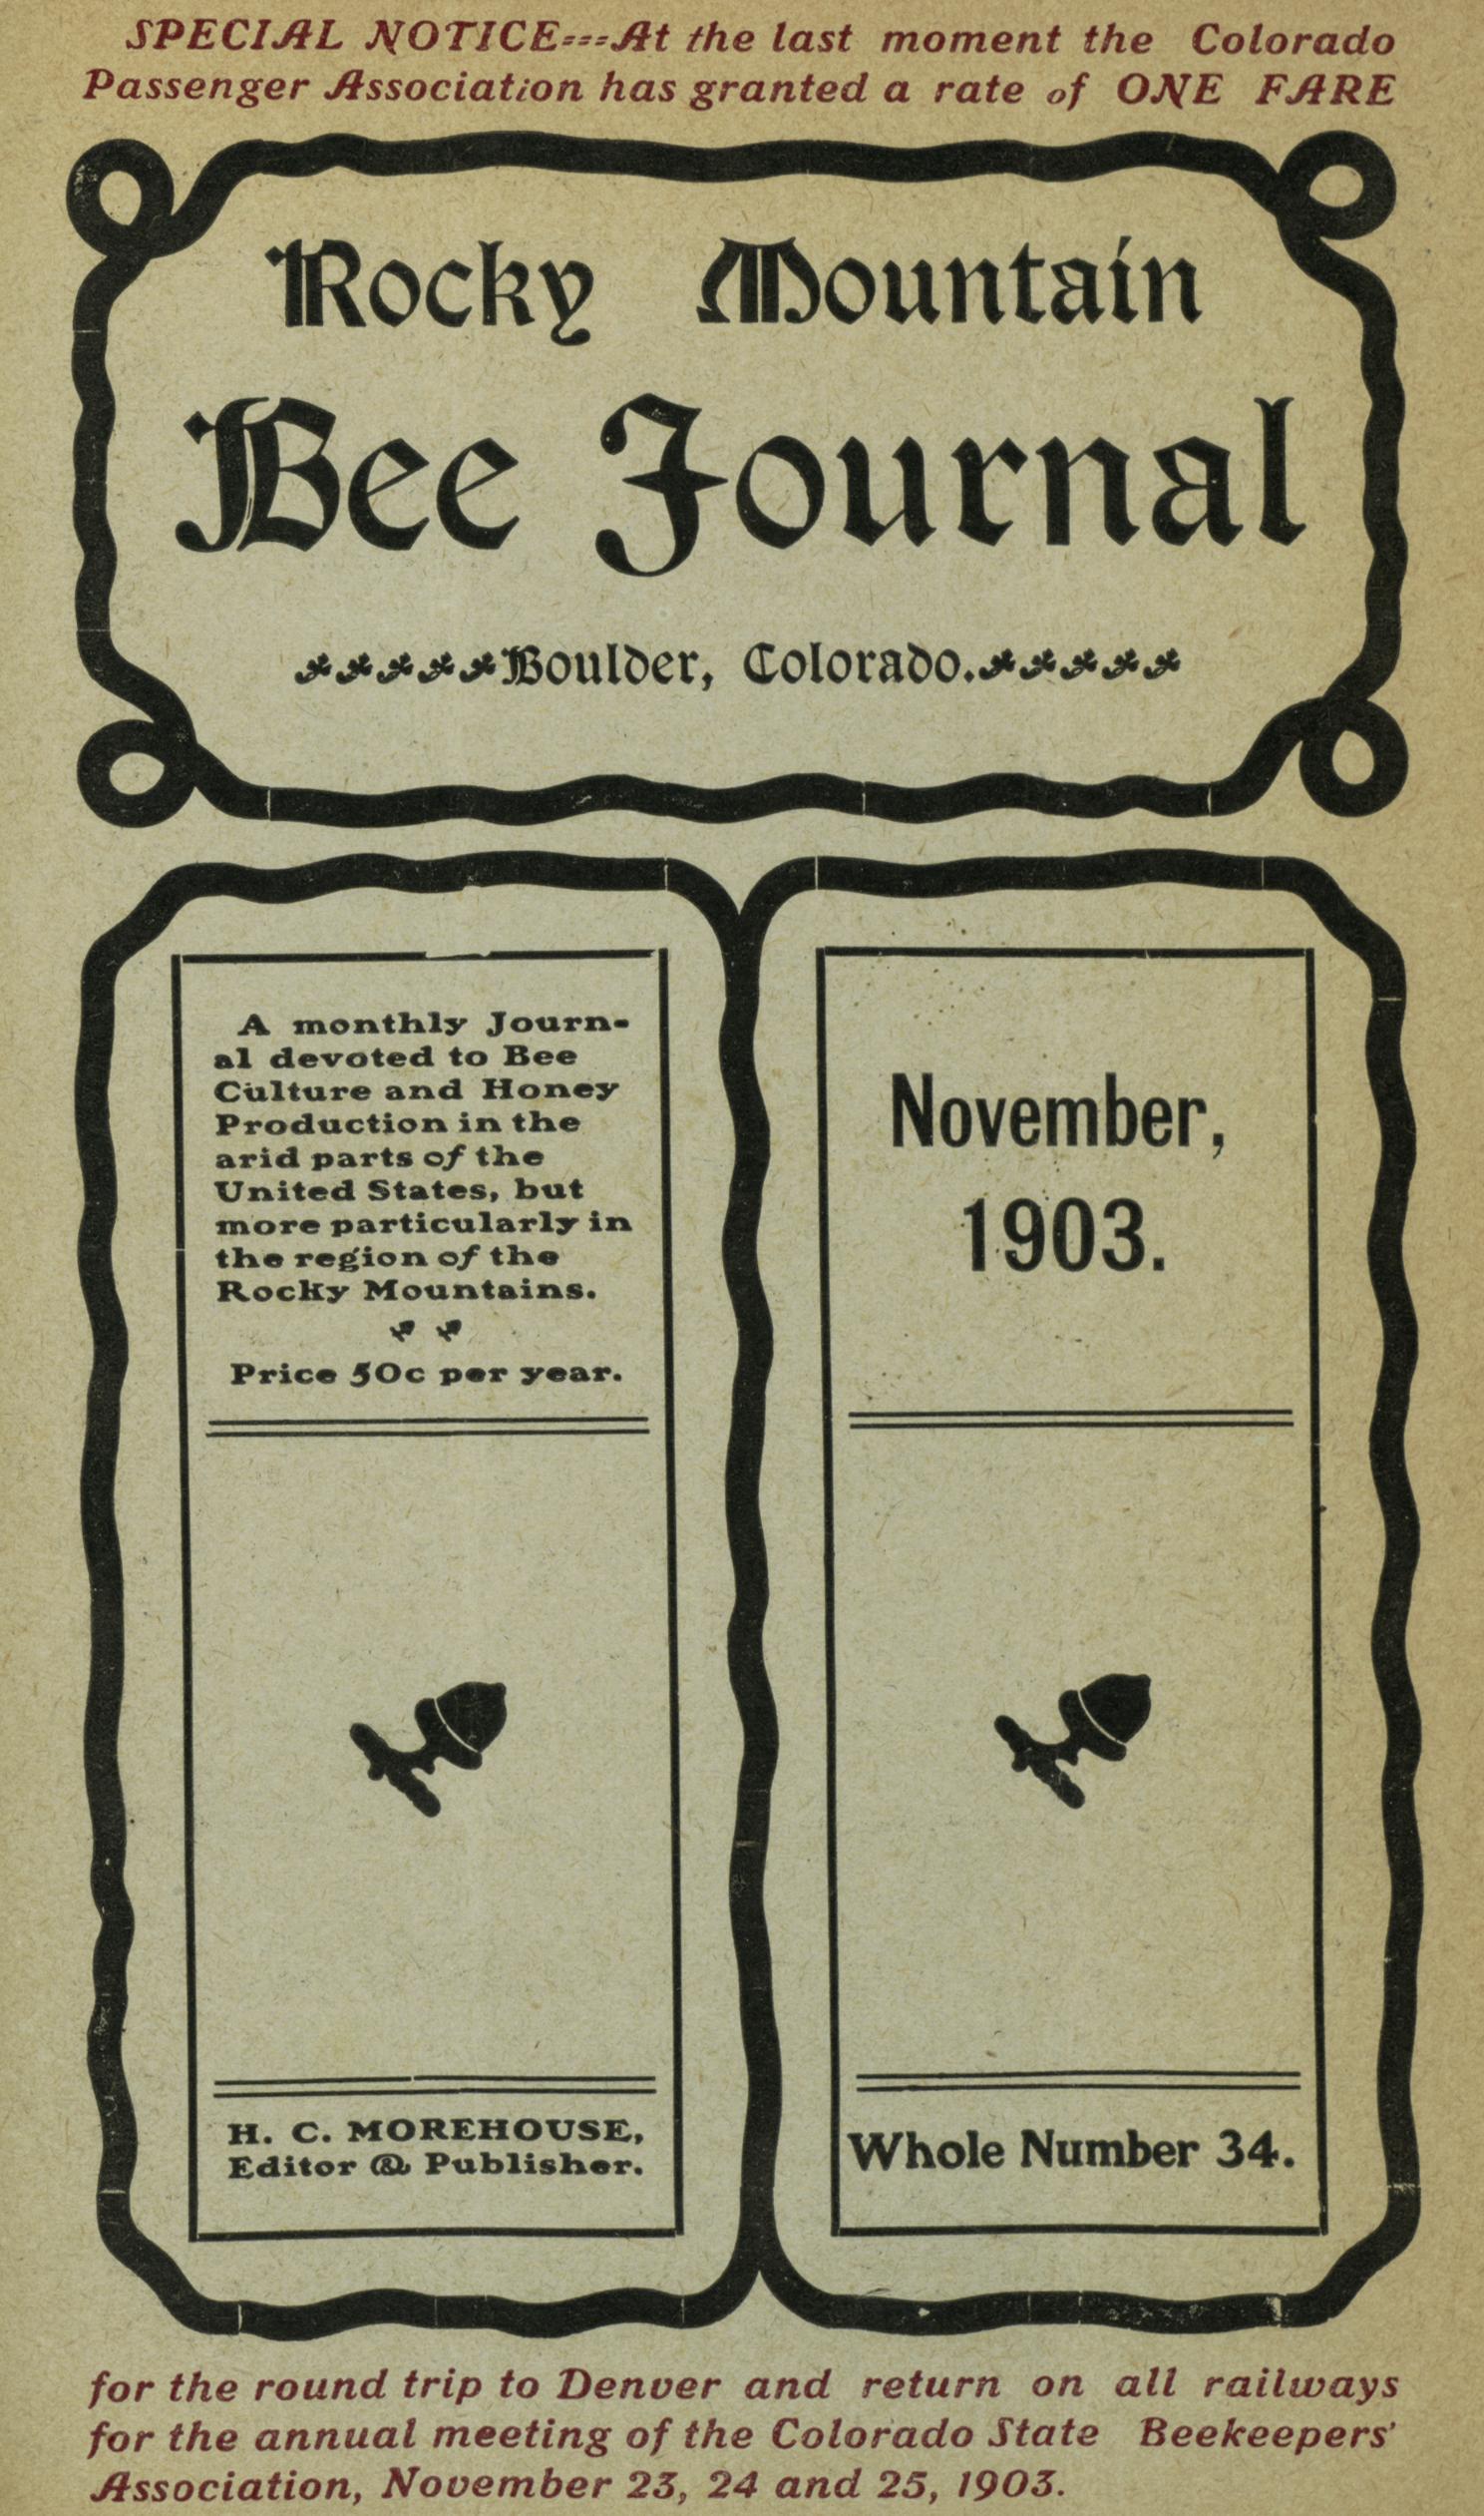 SPECIAL NOTICE---At the last moment the Colorado
Passenger Association has granted a rate of ONE FARE
Rocky Mountain
Bee Journal
Boulder, Colorado.
A monthly Journ-
al devoted to Bee
Culture and Honey
Production in the
arid parts of the
United States, but
more particularly in
the region of the
Rocky Mountains.
Price 50c per year.
H. C. MOREHOUSE,
Editor & Publisher.
November,
1903.
Whole Number 34.
for the round trip to Denver and return on all railways
for the annual meeting of the Colorado State Beekeepers'
Association, November 23, 24 and 25, 1903.